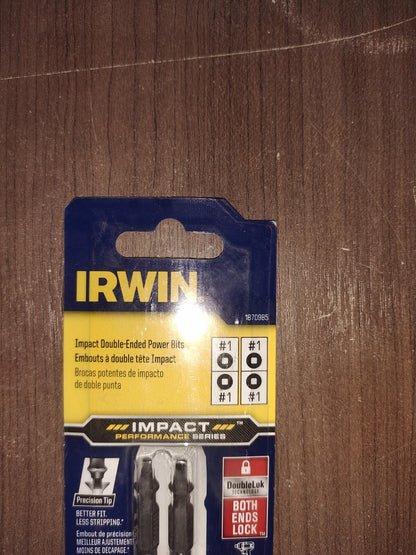 IRWIN
1870985
Impact Double-Ended Power Bits
Embouts à double tête Impact
Brocas potentes de impacto
de doble punta
#1 #1
#1 #1
IMPACT™
PERFORMANCE SERIES
Precision Tip
BETTER FIT.
LESS STRIPPING.*
Embout de précision
MEILLEUR AJUSTEMENT
MOINS DE DÉCAPAGE.*
DoubleLok
TECHNOLOGY
BOTH
ENDS
LOCK™